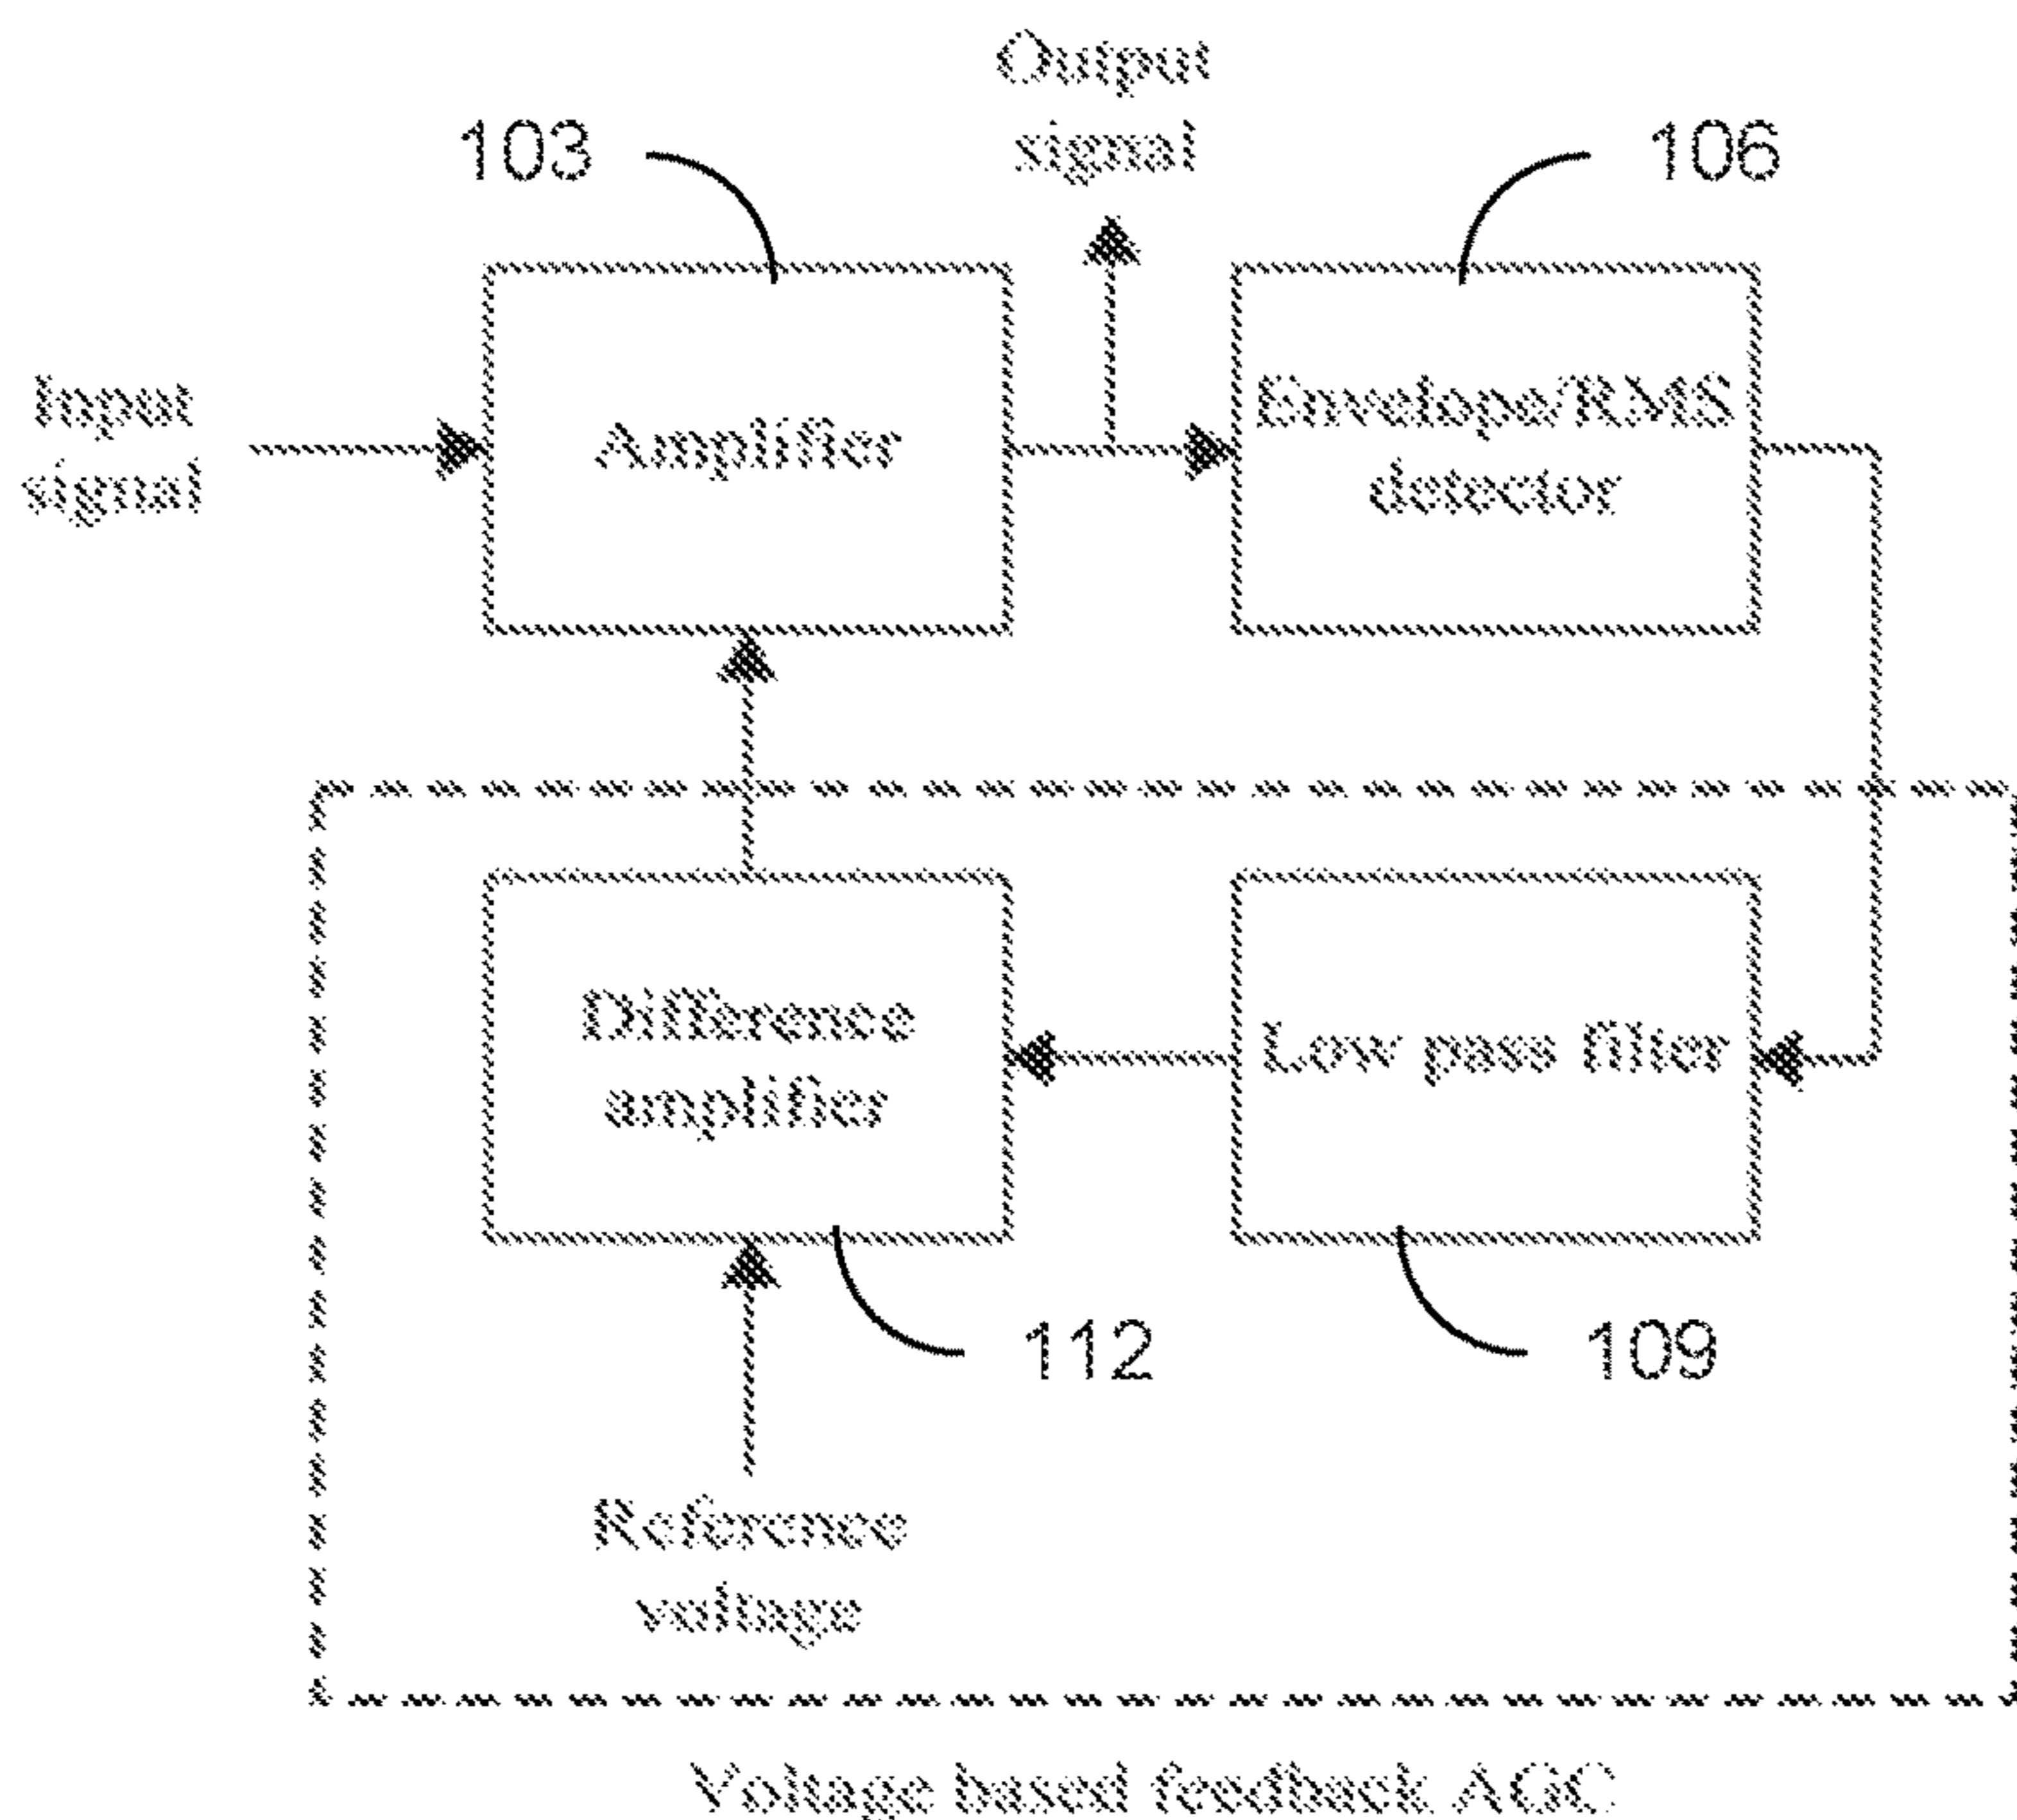 Output
signal
103
106
Input
signal
Amplifier
Envelope/RMS
detector
Difference
amplifier
Low pass filter
112
109
Reference
voltage
Voltage based feedback AGC